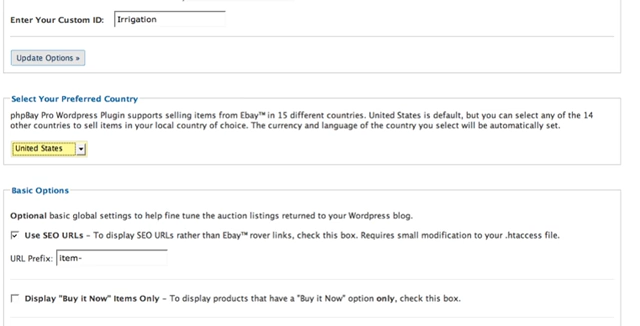 Enter Your Custom ID: Irrigation
Update Options »
Select Your Preferred Country
phpBay Pro Wordpress Plugin supports selling items from Ebay™ in 15 different countries. United States is default, but you can select any of the 14
other countries to sell items in your local country of choice. The currency and language of the country you select will be automatically set.
United States
Basic Options
Optional basic global settings to help fine tune the auction listings returned to your Wordpress blog.
Use SEO URLs - To display SEO URLs rather than Ebay™ rover links, check this box. Requires small modification to your .htaccess file.
URL Prefix: item-
Display "Buy it Now" Items Only - To display products that have a "Buy it Now" option only, check this box.